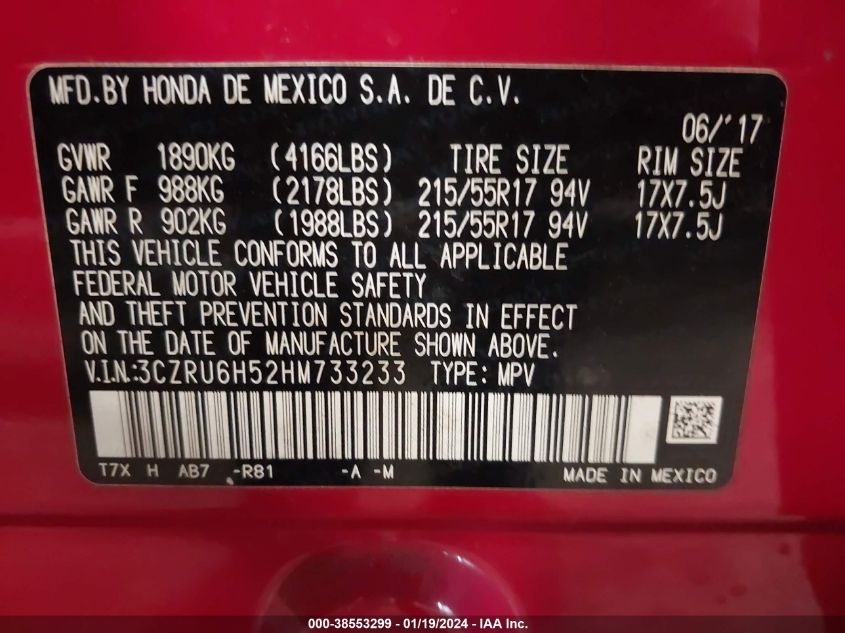 MFD.BY HONDA DE MEXICO S.A. DE C.V.
06/'17
GVWR 1890KG (4166LBS) TIRE SIZE RIM SIZE
GAWR F 988KG (2178LBS) 215/55R17 94V 17X7.5J
GAWR R 902KG (1988LBS) 215/55R17 94V 17X7.5J
THIS VEHICLE CONFORMS TO ALL APPLICABLE
FEDERAL MOTOR VEHICLE SAFETY
AND THEFT PREVENTION STANDARDS IN EFFECT
ON THE DATE OF MANUFACTURE SHOWN ABOVE.
V.I.N.:3CZRU6H52HM733233 TYPE: MPV
T7X H AB7 -R81 -A -M MADE IN MEXICO
000-38553299 - 01/19/2024 - IAA Inc.